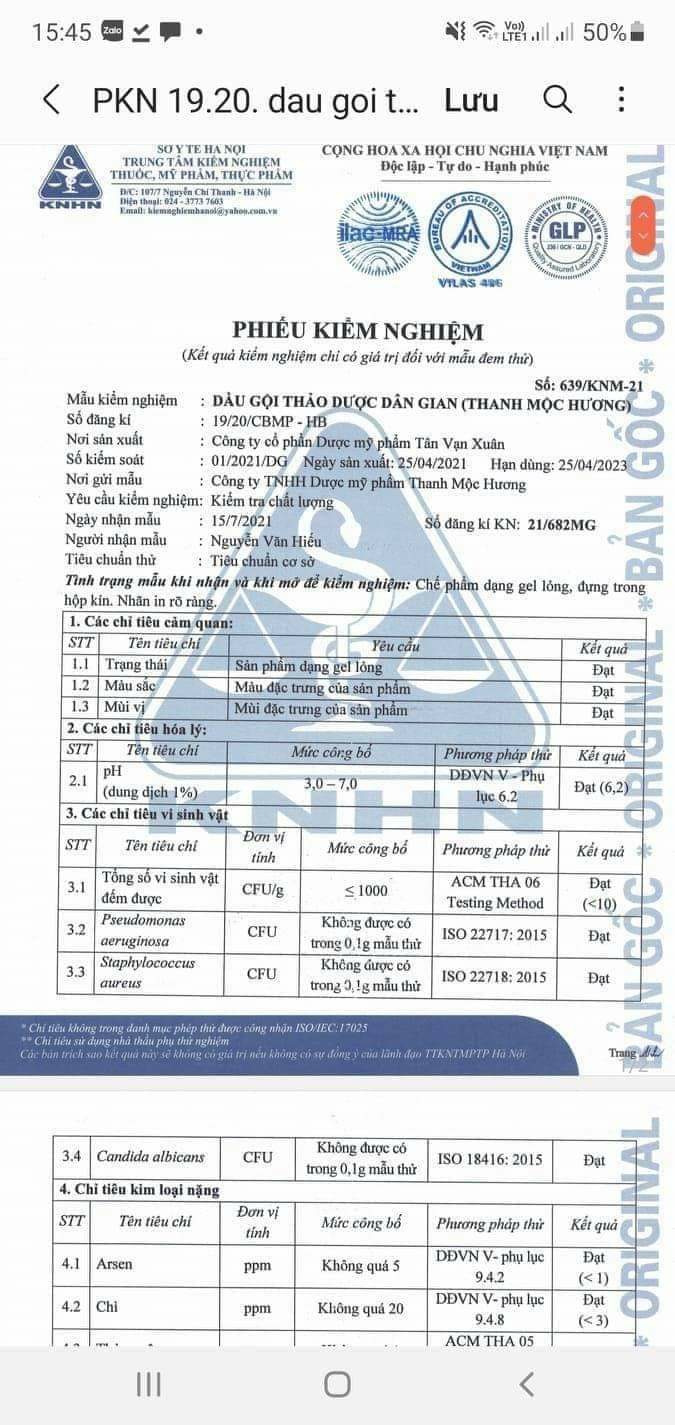 15:45 Zalo Vo)) LTE1 50%
PKN 19.20. dau goi t... Lưu
SỞ Y TẾ HÀ NỘI
TRUNG TÂM KIỂM NGHIỆM
THUỐC, MỸ PHẨM, THỰC PHẨM
Đ/C: 107/7 Nguyễn Chí Thanh - Hà Nội
Điện thoại: 024 - 3773 7603
Email: kiemnghiemhanoi@yahoo.com.vn
KNHN
CỘNG HOA XA HỘI CHU NGHIA VIỆT NAM
Độc lập - Tự do - Hạnh phúc
ilac-MRA
BUREAU OF ACCREDITATION
VIETNAM
VILAS 486
MINISTRY OF HEALTH
GLP
236 / GCN - QLD
Quality Assured Laboratory
PHIẾU KIỂM NGHIỆM
(Kết quả kiểm nghiệm chỉ có giá trị đối với mẫu đem thử)
Số: 639/KNM-21
Mẫu kiểm nghiệm : DẦU GỘI THẢO DƯỢC DÂN GIAN (THANH MỘC HƯƠNG)
Số đăng kí : 19/20/CBMP - HB
Nơi sản xuất : Công ty cổ phần Dược mỹ phẩm Tân Vạn Xuân
Số kiểm soát : 01/2021/DG Ngày sản xuất: 25/04/2021 Hạn dùng: 25/04/2023
Nơi gửi mẫu : Công ty TNHH Dược mỹ phẩm Thanh Mộc Hương
Yêu cầu kiểm nghiệm: Kiểm tra chất lượng
Ngày nhận mẫu : 15/7/2021 Số đăng kí KN: 21/682MG
Người nhận mẫu : Nguyễn Văn Hiếu
Tiêu chuẩn thử : Tiêu chuẩn cơ sở
Tình trạng mẫu khi nhận và khi mở để kiểm nghiệm: Chế phẩm dạng gel lỏng, đựng trong
hộp kín. Nhãn in rõ ràng.
1. Các chỉ tiêu cảm quan:
STT Tên tiêu chí Yêu cầu Kết quả
1.1 Trạng thái Sản phẩm dạng gel lỏng Đạt
1.2 Màu sắc Màu đặc trưng của sản phẩm Đạt
1.3 Mùi vị Mùi đặc trưng của sản phẩm Đạt
2. Các chỉ tiêu hóa lý:
STT Tên tiêu chí Mức công bố Phương pháp thử Kết quả
2.1 pH (dung dịch 1%) 3,0 – 7,0 DĐVN V - Phụ lục 6.2 Đạt (6,2)
3. Các chỉ tiêu vi sinh vật
STT Tên tiêu chí Đơn vị tính Mức công bố Phương pháp thử Kết quả
3.1 Tổng số vi sinh vật đếm được CFU/g ≤ 1000 ACM THA 06 Testing Method Đạt (<10)
3.2 Pseudomonas aeruginosa CFU Không được có trong 0,1g mẫu thử ISO 22717: 2015 Đạt
3.3 Staphylococcus aureus CFU Không được có trong 0,1g mẫu thử ISO 22718: 2015 Đạt
KNHN
* Chỉ tiêu không trong danh mục phép thử được công nhận ISO/IEC:17025
** Chỉ tiêu sử dụng nhà thầu phụ thử nghiệm
Các bản trích sao kết quả này sẽ không có giá trị nếu không có sự đồng ý của lãnh đạo TTKNTMPTP Hà Nội
Trang 1/2
1/2
BẢN GỐC * ORIGINAL * BẢN GỐC * ORIGINAL
3.4 Candida albicans CFU Không được có trong 0,1g mẫu thử ISO 18416: 2015 Đạt
4. Chỉ tiêu kim loại nặng
STT Tên tiêu chí Đơn vị tính Mức công bố Phương pháp thử Kết quả
4.1 Arsen ppm Không quá 5 DĐVN V- phụ lục 9.4.2 Đạt (< 1)
4.2 Chì ppm Không quá 20 DĐVN V- phụ lục 9.4.8 Đạt (< 3)
ACM THA 05
* ORIGINAL